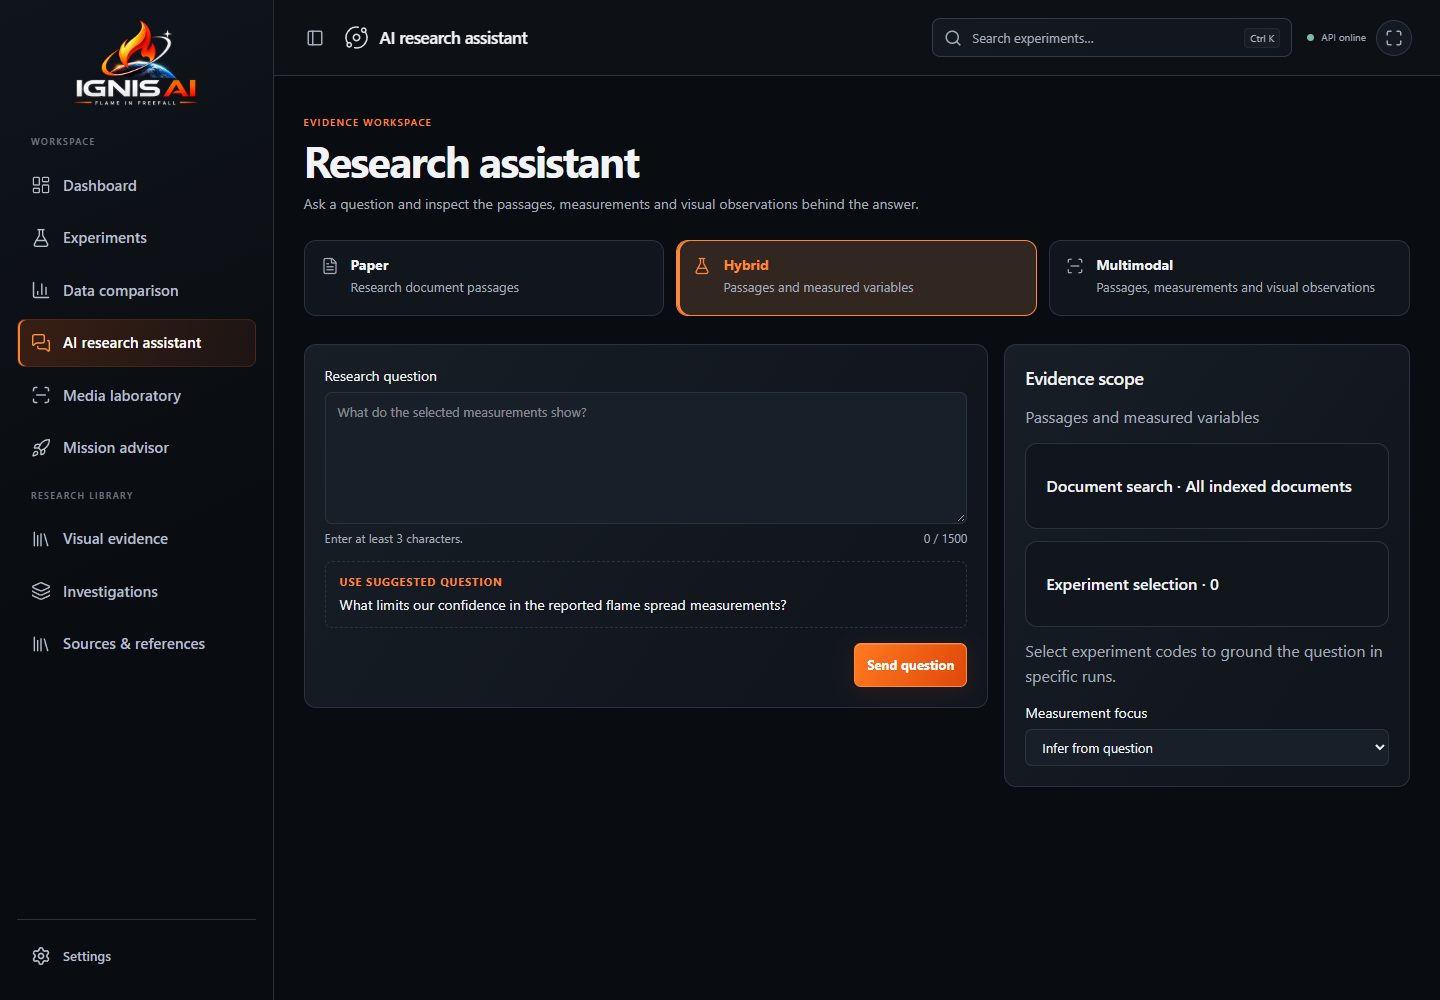 IGNIS AI
FLAME IN FREEFALL
WORKSPACE
Dashboard
Experiments
Data comparison
AI research assistant
Media laboratory
Mission advisor
RESEARCH LIBRARY
Visual evidence
Investigations
Sources & references
Settings
AI research assistant
Search experiments...
Ctrl K
API online
EVIDENCE WORKSPACE
Research assistant
Ask a question and inspect the passages, measurements and visual observations behind the answer.
Paper
Research document passages
Hybrid
Passages and measured variables
Multimodal
Passages, measurements and visual observations
Research question
What do the selected measurements show?
Enter at least 3 characters.
0 / 1500
USE SUGGESTED QUESTION
What limits our confidence in the reported flame spread measurements?
Send question
Evidence scope
Passages and measured variables
Document search · All indexed documents
Experiment selection · 0
Select experiment codes to ground the question in
specific runs.
Measurement focus
Infer from question